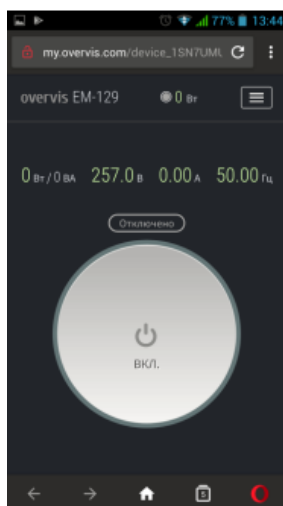 77% 13:44
my.overvis.com/device_1SN7UML
overvis EM-129 0 Вт
0 Вт / 0 ВА 257.0 В 0.00 А 50.00 Гц
Отключено
ВКЛ.
5